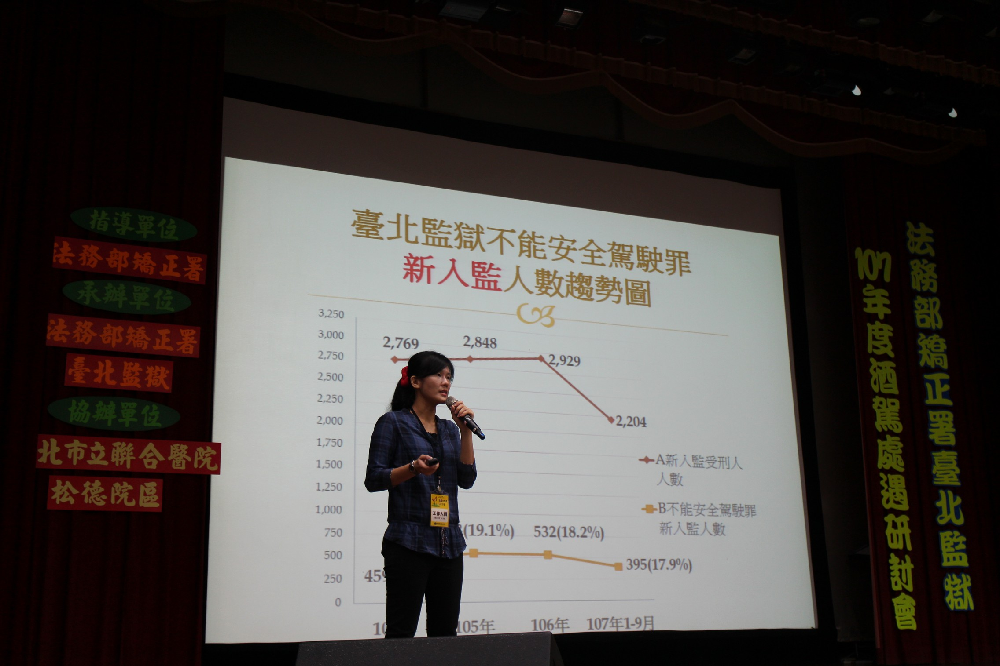 指導單位
法務部矯正署
承辦單位
法務部矯正署
臺北監獄
協辦單位
北市立聯合醫院
松德院區
臺北監獄不能安全駕駛罪
新入監人數趨勢圖
3,250
3,000
2,750
2,500
2,250
2,000
1,750
1,500
1,250
1,000
750
500
250
0
2,769
2,848
2,929
2,204
(19.1%)
532(18.2%)
395(17.9%)
459
105年
106年
107年1-9月
A新入監受刑人
人數
B不能安全駕駛罪
新入監人數
工作人員
法務部矯正署臺北監獄
107年度酒駕處遇研討會